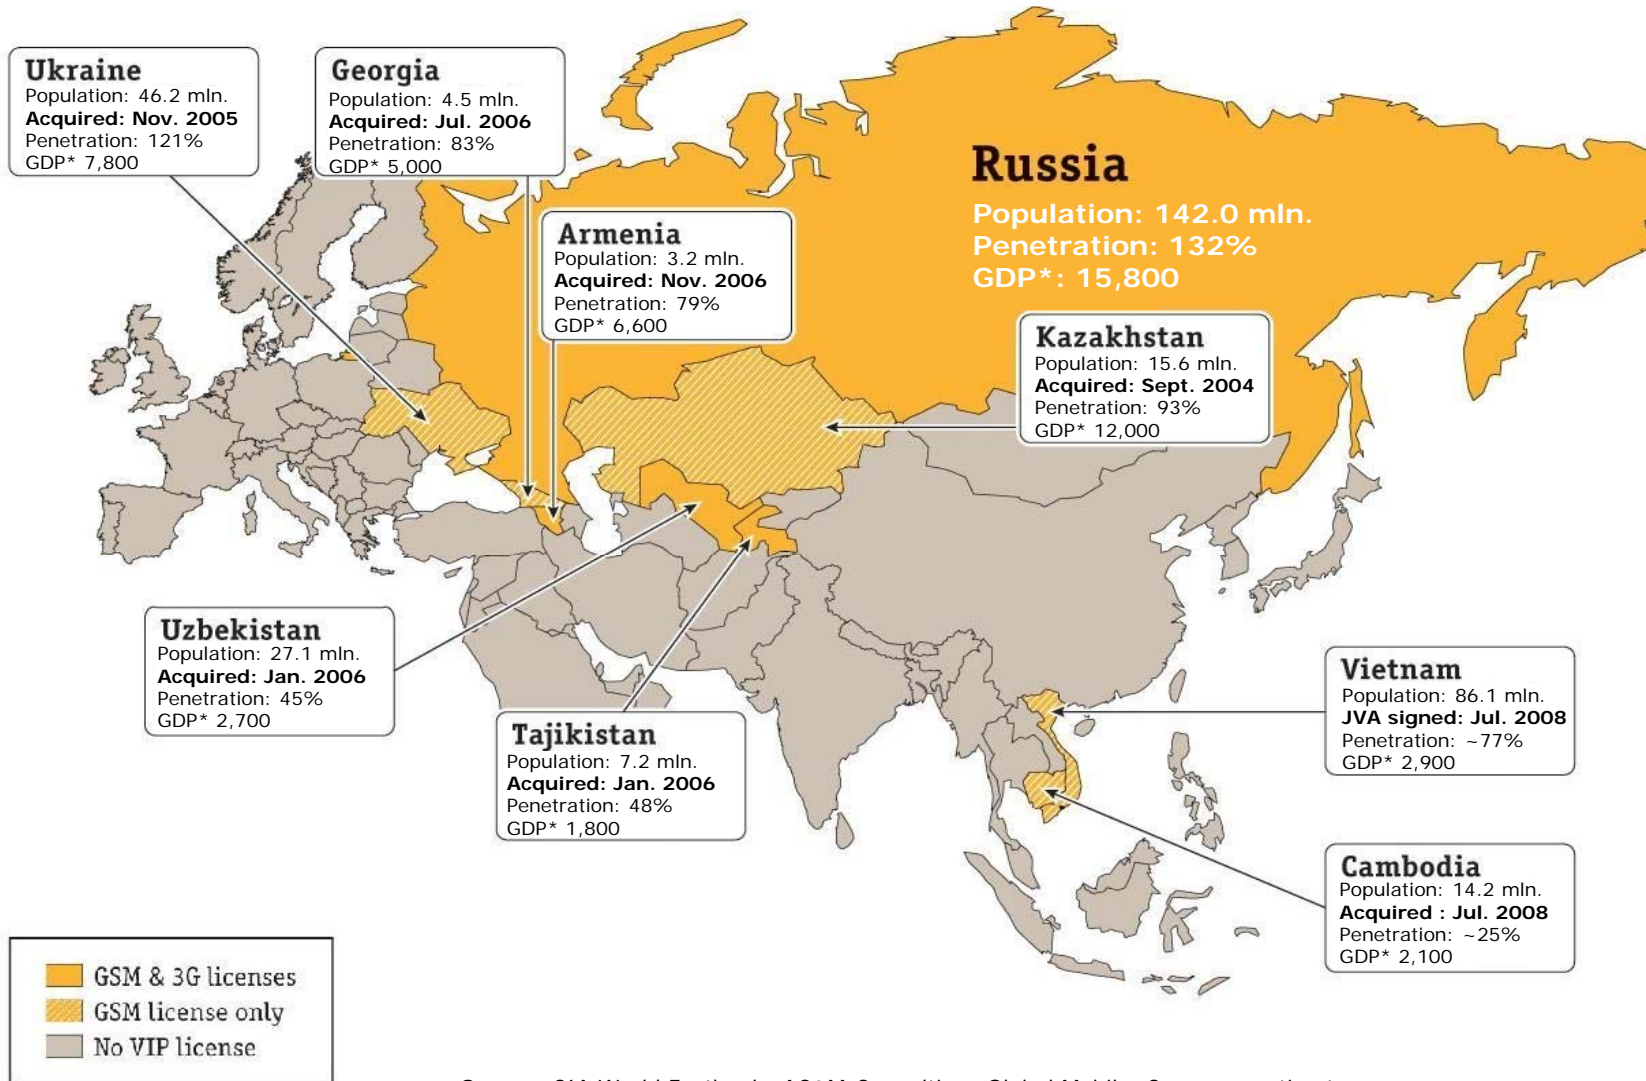 Ukraine
Population: 46.2 mln.
Acquired: Nov. 2005
Penetration: 121%
GDP* 7,800
Georgia
Population: 4.5 mln.
Acquired: Jul. 2006
Penetration: 83%
GDP* 5,000
Armenia
Population: 3.2 mln.
Acquired: Nov. 2006
Penetration: 79%
GDP* 6,600
Russia
Population: 142.0 mln.
Penetration: 132%
GDP*: 15,800
Kazakhstan
Population: 15.6 mln.
Acquired: Sept. 2004
Penetration: 93%
GDP* 12,000
Uzbekistan
Population: 27.1 mln.
Acquired: Jan. 2006
Penetration: 45%
GDP* 2,700
Tajikistan
Population: 7.2 mln.
Acquired: Jan. 2006
Penetration: 48%
GDP* 1,800
Vietnam
Population: 86.1 mln.
JVA signed: Jul. 2008
Penetration: ~77%
GDP* 2,900
Cambodia
Population: 14.2 mln.
Acquired : Jul. 2008
Penetration: ~25%
GDP* 2,100
GSM & 3G licenses
GSM license only
No VIP license